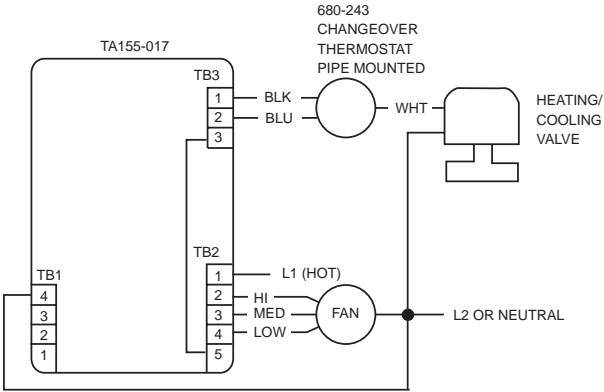 680-243
CHANGEOVER
THERMOSTAT
PIPE MOUNTED
TA155-017
TB3
1 BLK
2 BLU
3
WHT
HEATING/
COOLING
VALVE
TB2
1 L1 (HOT)
2 HI
3 MED
4 LOW
5
FAN
L2 OR NEUTRAL
TB1
4
3
2
1